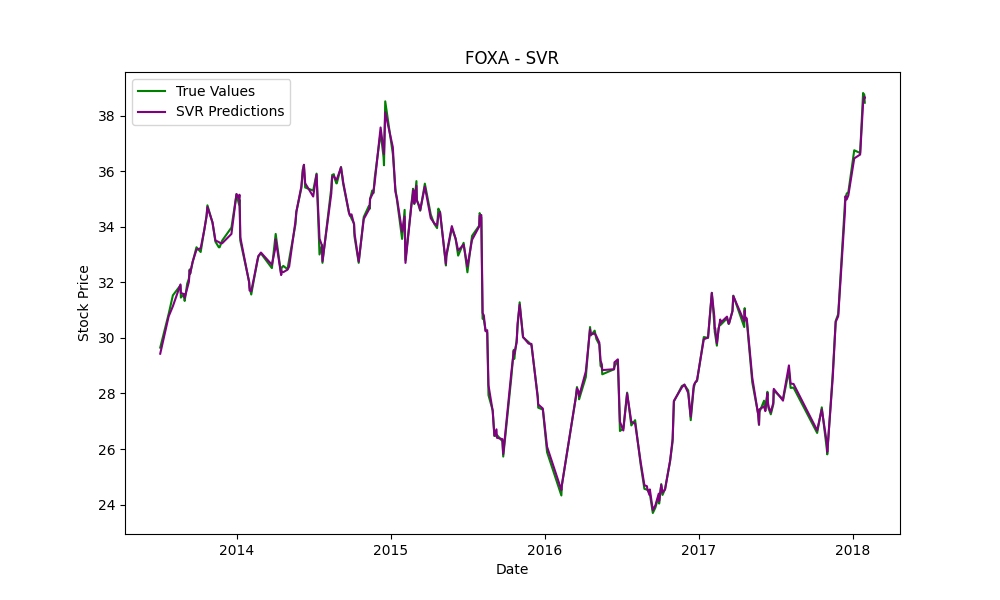 FOXA - SVR
True Values
SVR Predictions
38
36
34
32
30
28
26
24
Stock Price
2014
2015
2016
2017
2018
Date